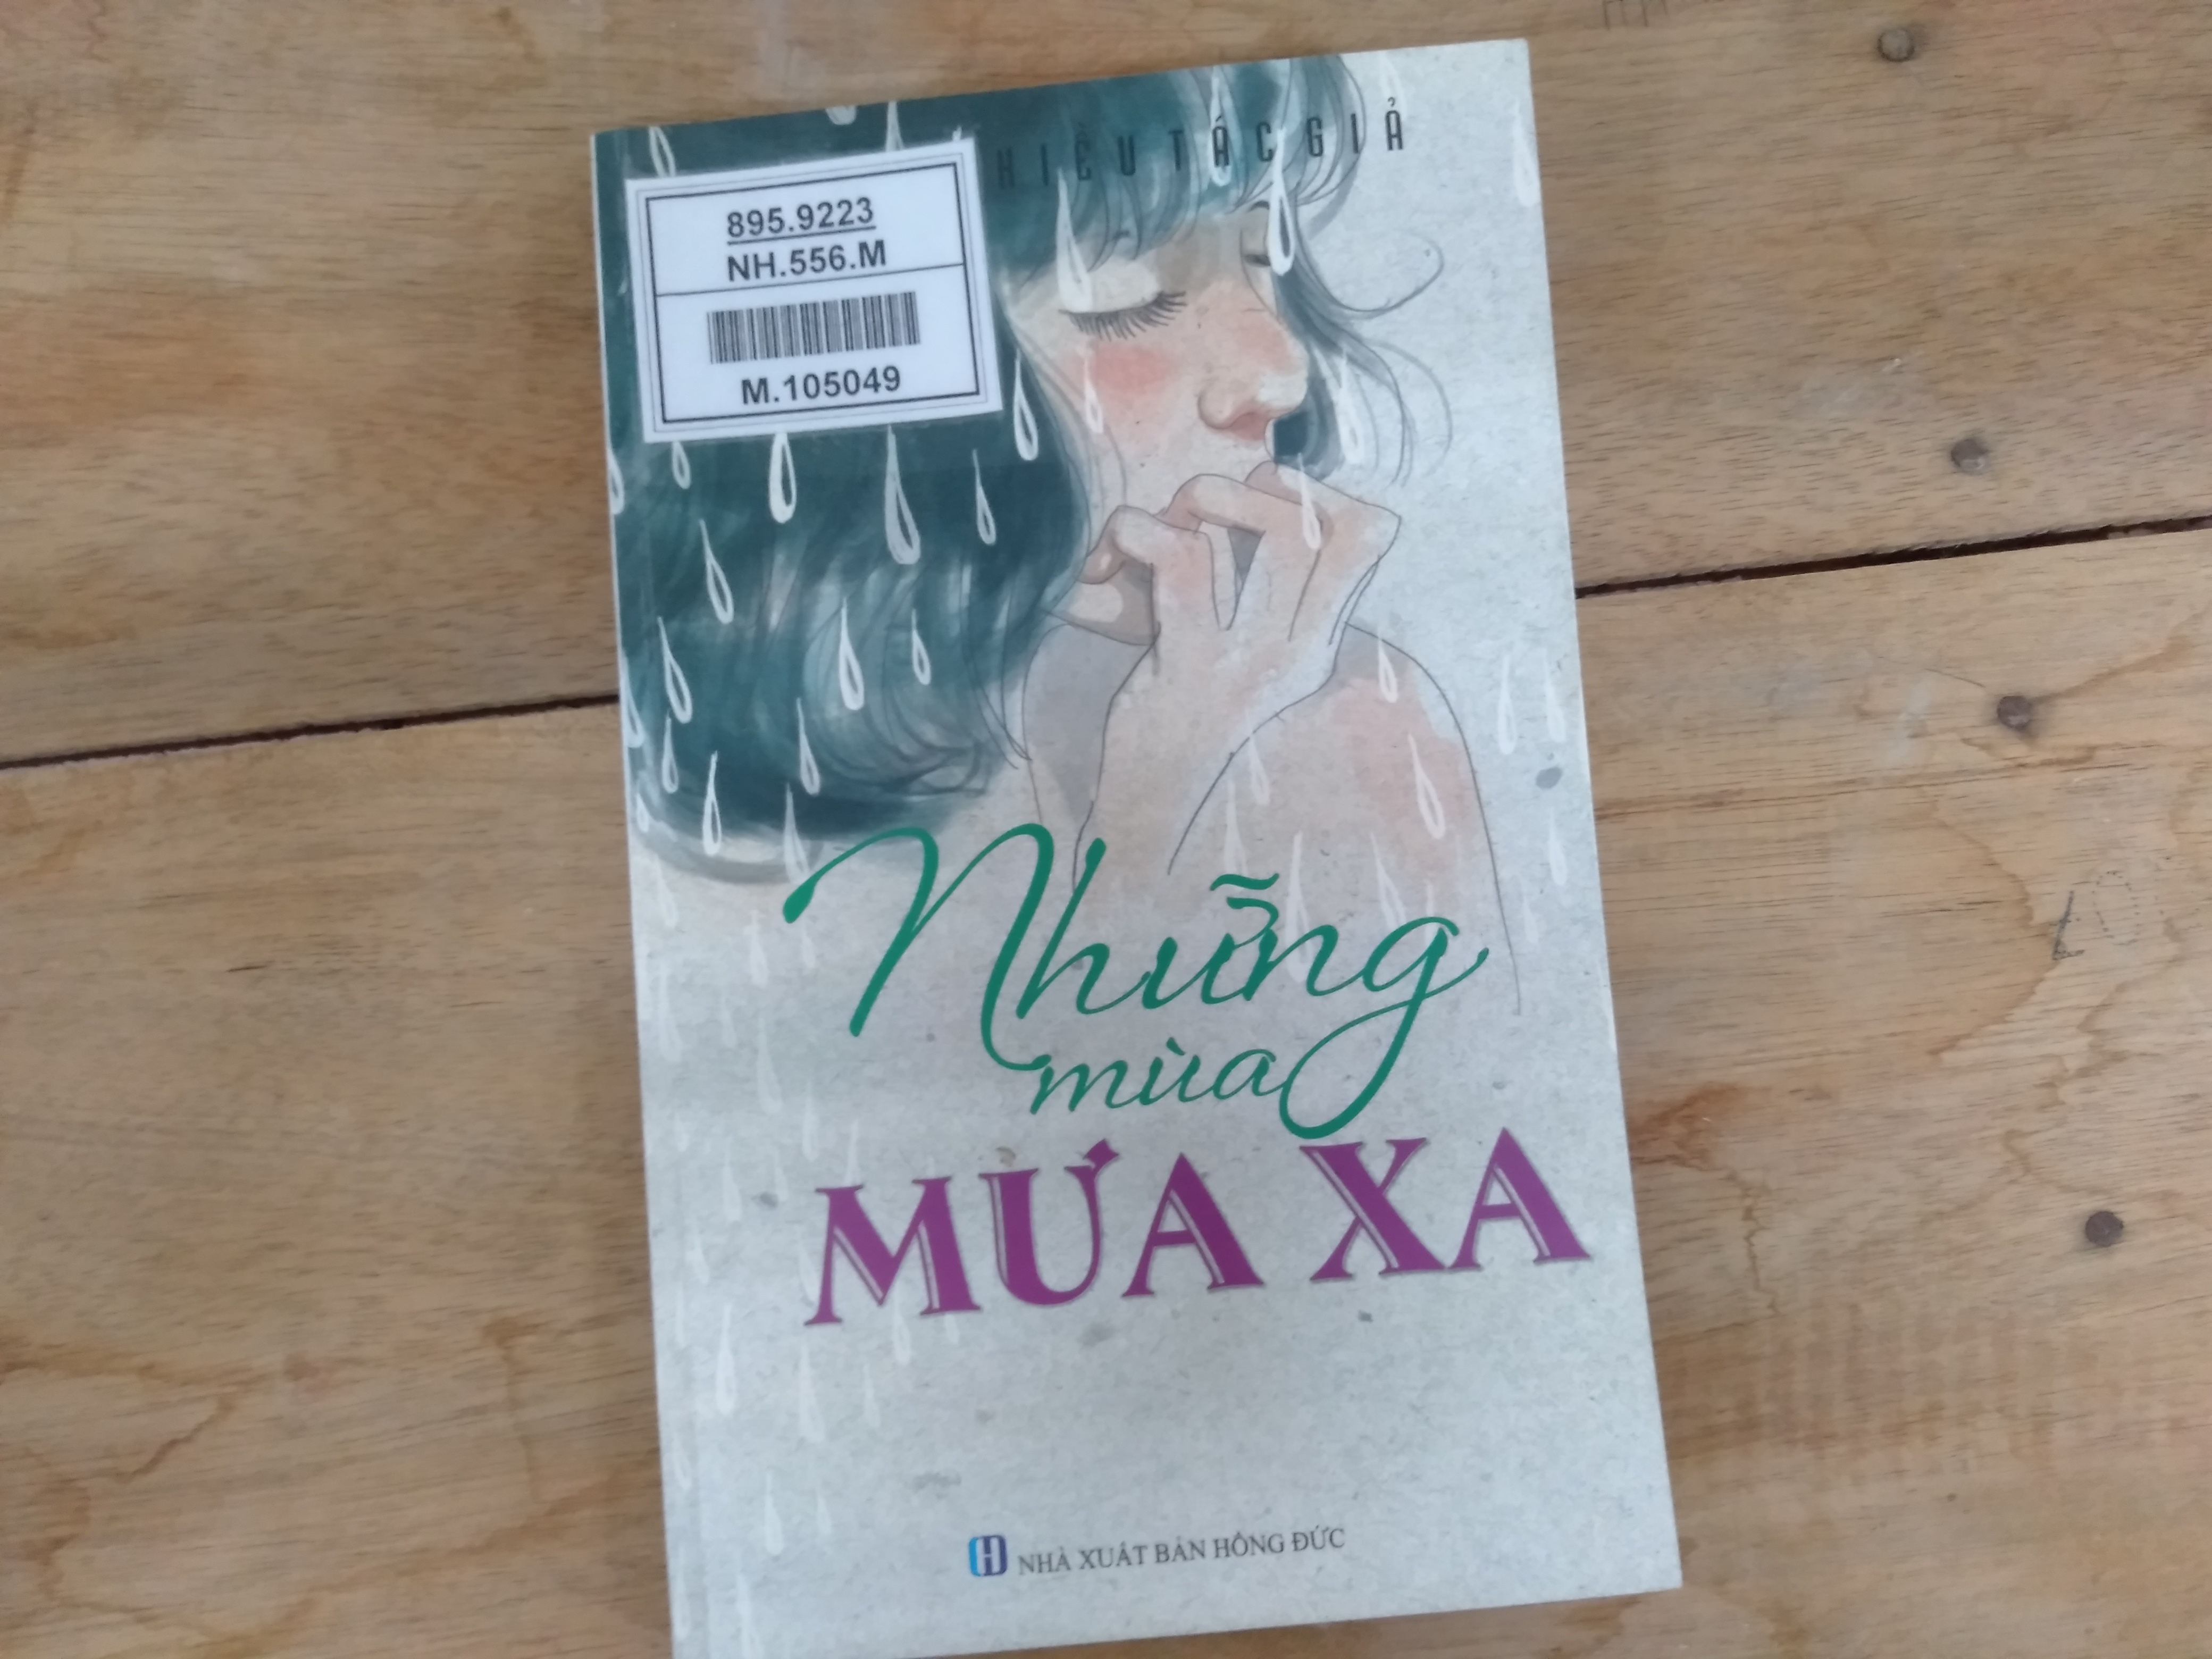 HIỀU TÁC GIẢ
895.9223
NH.556.M
M.105049
Những
mùa
MƯA XA
NHÀ XUẤT BẢN HỒNG ĐỨC